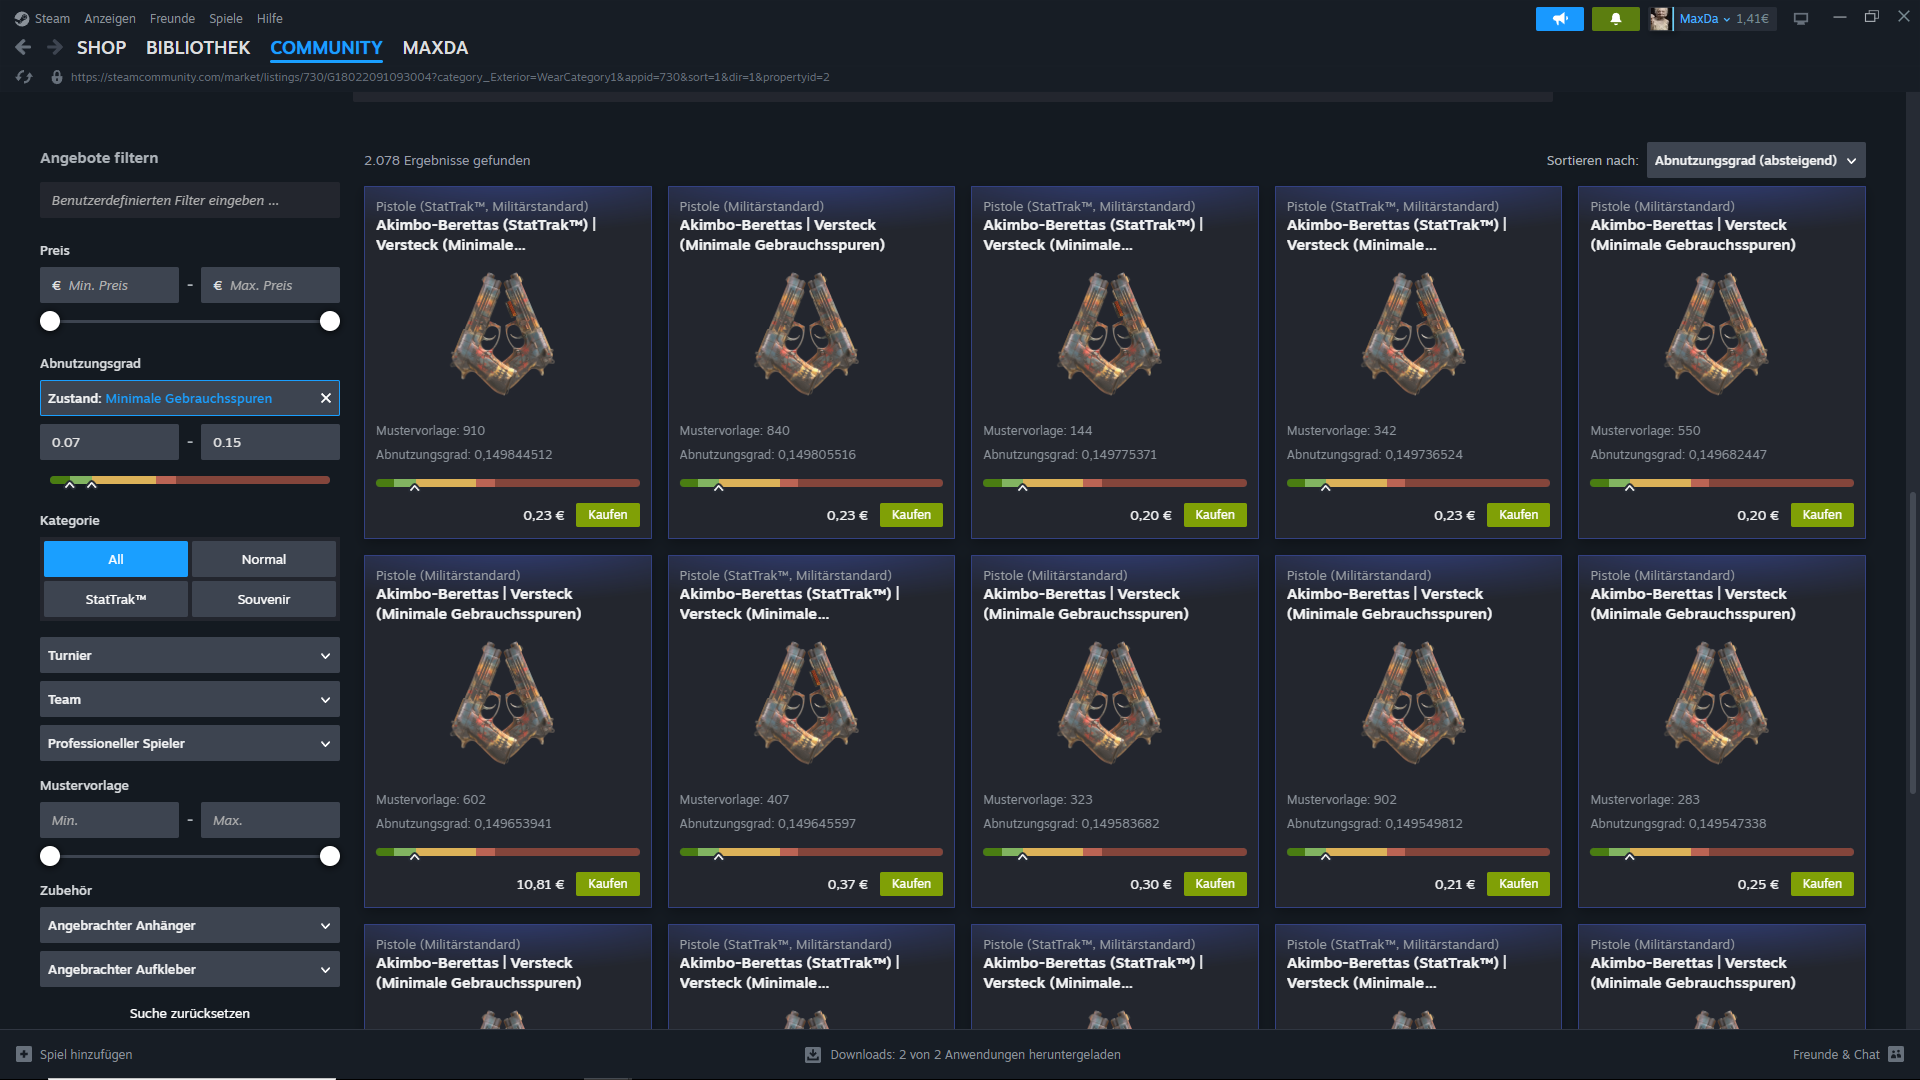 Steam Anzeigen Freunde Spiele Hilfe
MaxDa 1,41€
SHOP BIBLIOTHEK COMMUNITY MAXDA
https://steamcommunity.com/market/listings/730/G18022091093004?category_Exterior=WearCategory1&appid=730&sort=1&dir=1&propertyid=2
Angebote filtern
Benutzerdefinierten Filter eingeben ...
Preis
€ Min. Preis - € Max. Preis
Abnutzungsgrad
Zustand: Minimale Gebrauchsspuren
0.07 - 0.15
Kategorie
All Normal
StatTrak™ Souvenir
Turnier
Team
Professioneller Spieler
Mustervorlage
Min. - Max.
Zubehör
Angebrachter Anhänger
Angebrachter Aufkleber
Suche zurücksetzen
2.078 Ergebnisse gefunden
Sortieren nach: Abnutzungsgrad (absteigend)
Pistole (StatTrak™, Militärstandard)
Akimbo-Berettas (StatTrak™) |
Versteck (Minimale...
Mustervorlage: 910
Abnutzungsgrad: 0,149844512
0,23 € Kaufen
Pistole (Militärstandard)
Akimbo-Berettas | Versteck
(Minimale Gebrauchsspuren)
Mustervorlage: 840
Abnutzungsgrad: 0,149805516
0,23 € Kaufen
Pistole (StatTrak™, Militärstandard)
Akimbo-Berettas (StatTrak™) |
Versteck (Minimale...
Mustervorlage: 144
Abnutzungsgrad: 0,149775371
0,20 € Kaufen
Pistole (StatTrak™, Militärstandard)
Akimbo-Berettas (StatTrak™) |
Versteck (Minimale...
Mustervorlage: 342
Abnutzungsgrad: 0,149736524
0,23 € Kaufen
Pistole (Militärstandard)
Akimbo-Berettas | Versteck
(Minimale Gebrauchsspuren)
Mustervorlage: 550
Abnutzungsgrad: 0,149682447
0,20 € Kaufen
Pistole (Militärstandard)
Akimbo-Berettas | Versteck
(Minimale Gebrauchsspuren)
Mustervorlage: 602
Abnutzungsgrad: 0,149653941
10,81 € Kaufen
Pistole (StatTrak™, Militärstandard)
Akimbo-Berettas (StatTrak™) |
Versteck (Minimale...
Mustervorlage: 407
Abnutzungsgrad: 0,149645597
0,37 € Kaufen
Pistole (Militärstandard)
Akimbo-Berettas | Versteck
(Minimale Gebrauchsspuren)
Mustervorlage: 323
Abnutzungsgrad: 0,149583682
0,30 € Kaufen
Pistole (Militärstandard)
Akimbo-Berettas | Versteck
(Minimale Gebrauchsspuren)
Mustervorlage: 902
Abnutzungsgrad: 0,149549812
0,21 € Kaufen
Pistole (Militärstandard)
Akimbo-Berettas | Versteck
(Minimale Gebrauchsspuren)
Mustervorlage: 283
Abnutzungsgrad: 0,149547338
0,25 € Kaufen
Pistole (Militärstandard)
Akimbo-Berettas | Versteck
(Minimale Gebrauchsspuren)
Pistole (StatTrak™, Militärstandard)
Akimbo-Berettas (StatTrak™) |
Versteck (Minimale...
Pistole (StatTrak™, Militärstandard)
Akimbo-Berettas (StatTrak™) |
Versteck (Minimale...
Pistole (StatTrak™, Militärstandard)
Akimbo-Berettas (StatTrak™) |
Versteck (Minimale...
Pistole (Militärstandard)
Akimbo-Berettas | Versteck
(Minimale Gebrauchsspuren)
Spiel hinzufügen
Downloads: 2 von 2 Anwendungen heruntergeladen
Freunde & Chat